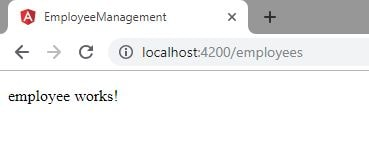 EmployeeManagement
localhost:4200/employees
employee works!